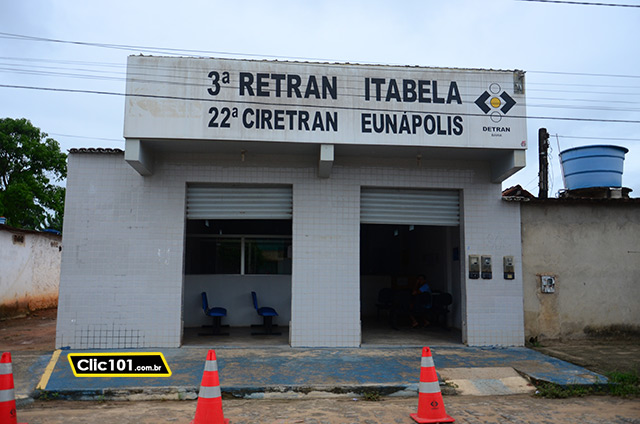 3ª RETRAN ITABELA
22ª CIRETRAN EUNÁPOLIS
DETRAN
Clic101.com.br